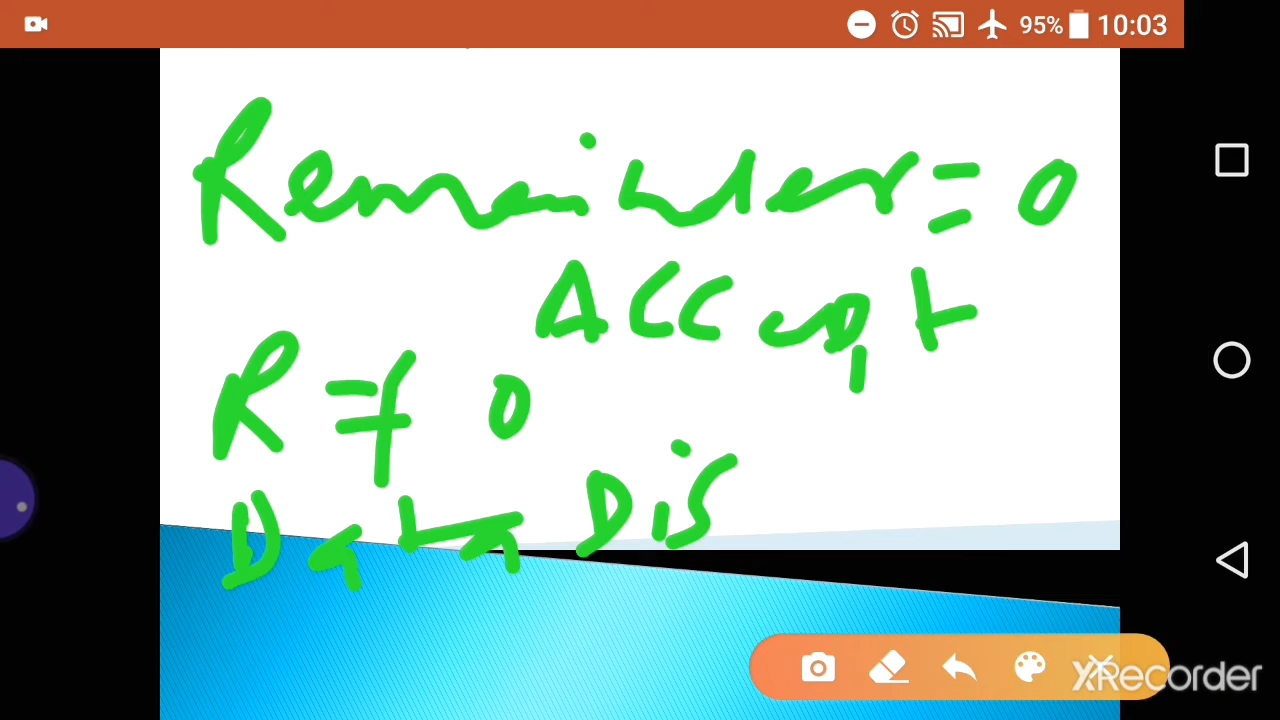 95% 10:03
Remainder = 0
Accept
R ≠ 0
Data Dis
XRecorder